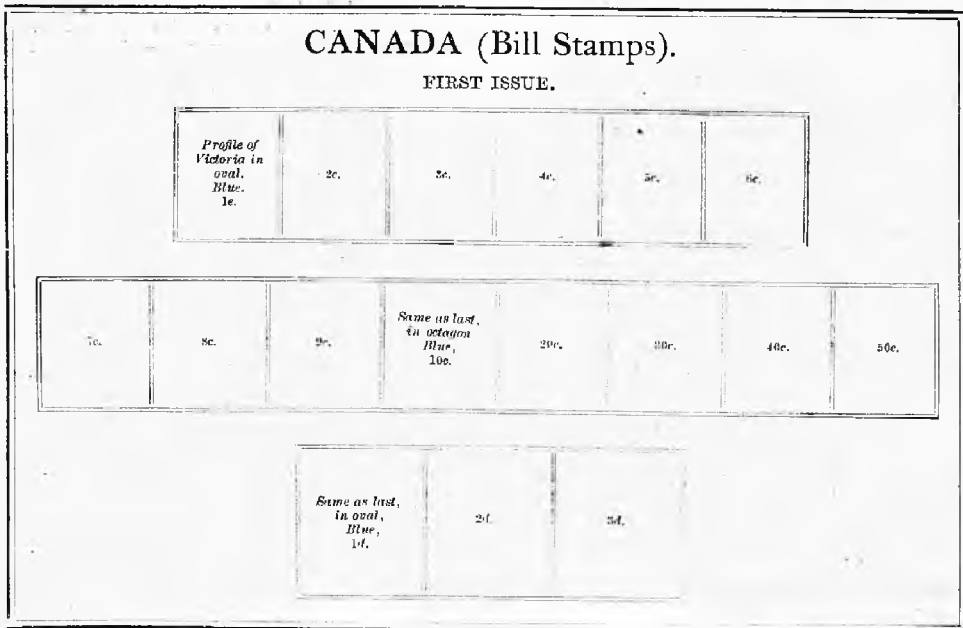 CANADA (Bill Stamps).
FIRST ISSUE.
Profile of
Victoria in
oval.
Blue.
1c.
2c.
3c.
4c.
5c.
6c.
7c.
8c.
9c.
Same as last,
in octagon
Blue,
10c.
20c.
30c.
40c.
50c.
Same as last,
in oval,
Blue,
1d.
2d.
3d.